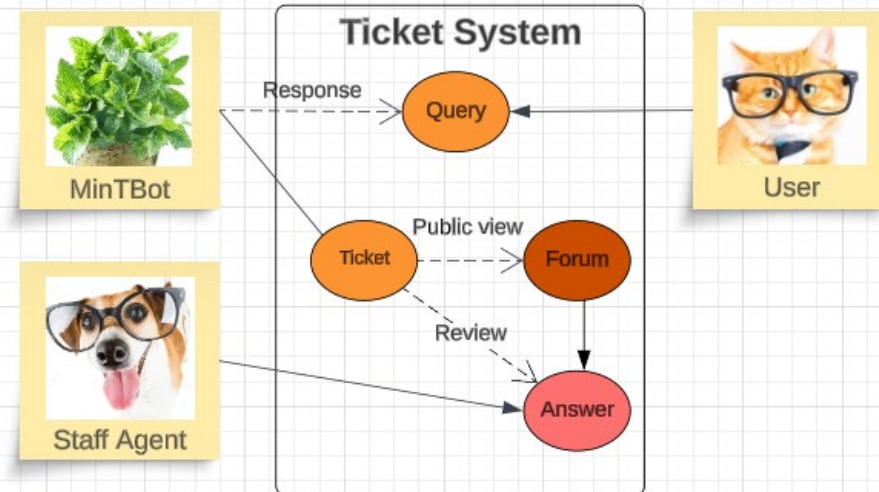 Ticket System
Response
Query
MinTBot
User
Public view
Ticket
Forum
Review
Answer
Staff Agent